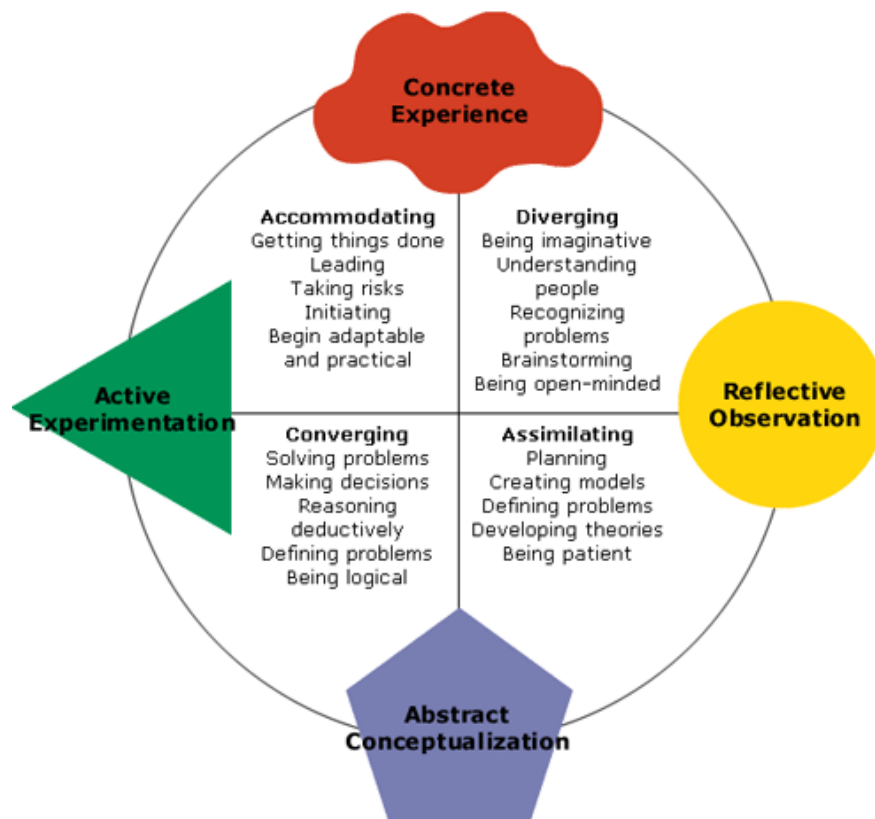 Concrete
Experience
Accommodating
Getting things done
Leading
Taking risks
Initiating
Begin adaptable
and practical
Diverging
Being imaginative
Understanding
people
Recognizing
problems
Brainstorming
Being open-minded
Active
Experimentation
Reflective
Observation
Converging
Solving problems
Making decisions
Reasoning
deductively
Defining problems
Being logical
Assimilating
Planning
Creating models
Defining problems
Developing theories
Being patient
Abstract
Conceptualization